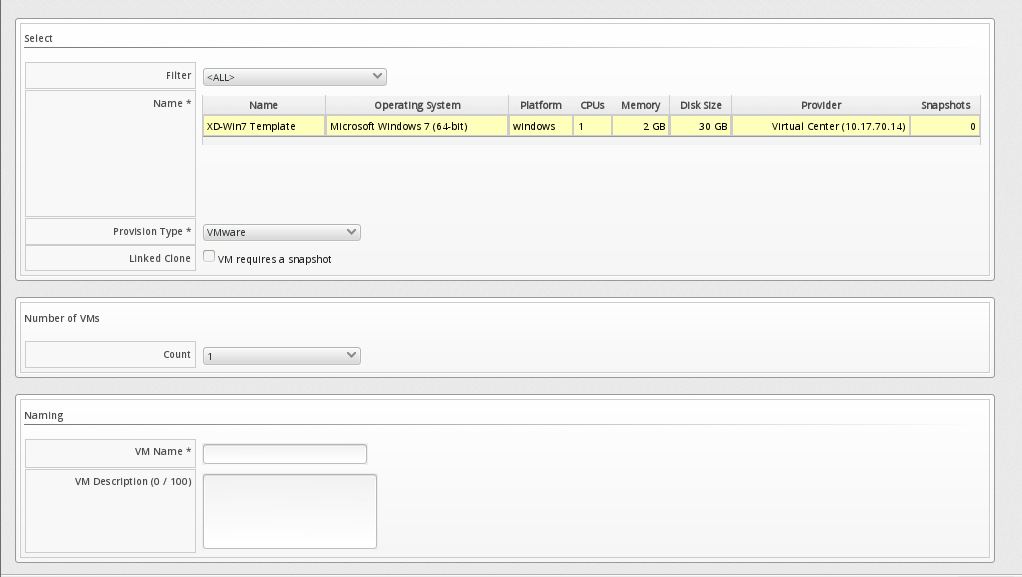 Select
Filter <ALL>
Name * Name Operating System Platform CPUs Memory Disk Size Provider Snapshots
XD-Win7 Template Microsoft Windows 7 (64-bit) windows 1 2 GB 30 GB Virtual Center (10.17.70.14) 0
Provision Type * VMware
Linked Clone VM requires a snapshot
Number of VMs
Count 1
Naming
VM Name *
VM Description (0 / 100)